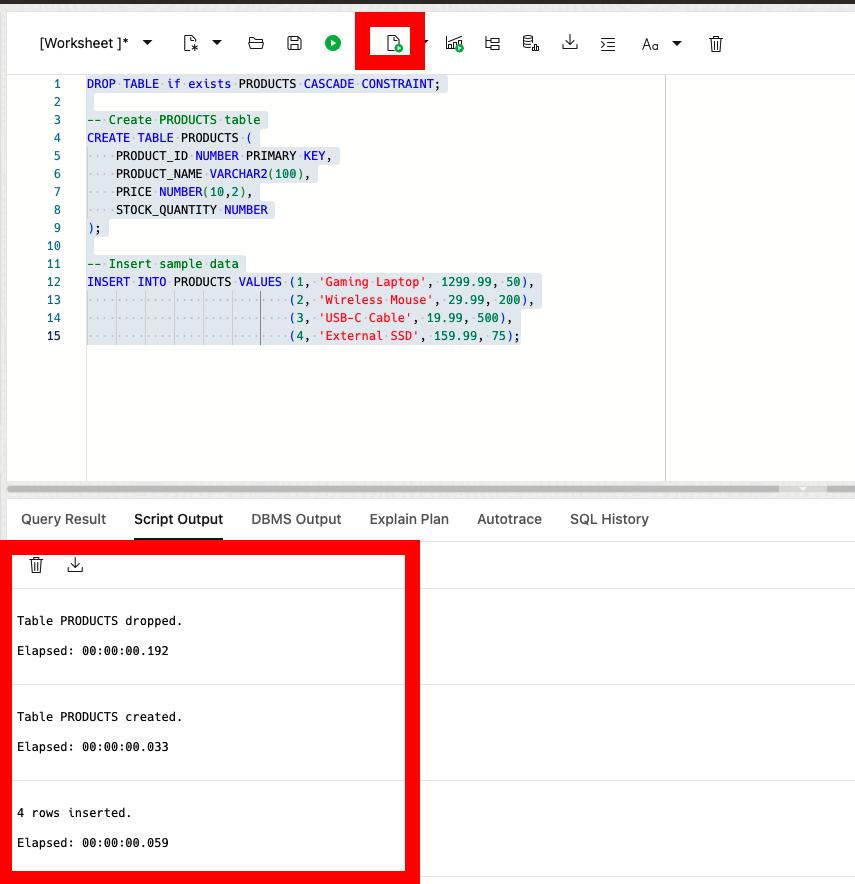 [Worksheet ]*
Aa
1 DROP TABLE if exists PRODUCTS CASCADE CONSTRAINT;
2
3 -- Create PRODUCTS table
4 CREATE TABLE PRODUCTS (
5 PRODUCT_ID NUMBER PRIMARY KEY,
6 PRODUCT_NAME VARCHAR2(100),
7 PRICE NUMBER(10,2),
8 STOCK_QUANTITY NUMBER
9 );
10
11 -- Insert sample data
12 INSERT INTO PRODUCTS VALUES (1, 'Gaming Laptop', 1299.99, 50),
13 (2, 'Wireless Mouse', 29.99, 200),
14 (3, 'USB-C Cable', 19.99, 500),
15 (4, 'External SSD', 159.99, 75);
Query Result Script Output DBMS Output Explain Plan Autotrace SQL History
Table PRODUCTS dropped.
Elapsed: 00:00:00.192
Table PRODUCTS created.
Elapsed: 00:00:00.033
4 rows inserted.
Elapsed: 00:00:00.059